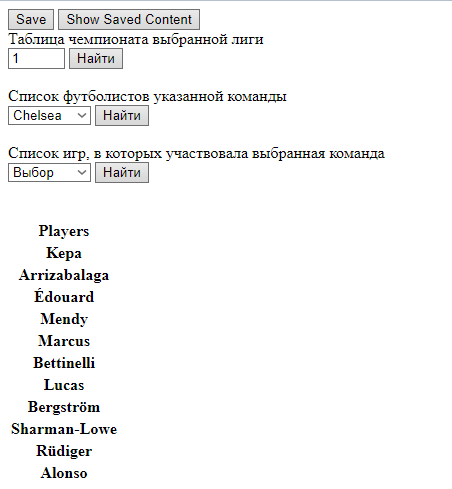 Save Show Saved Content
Таблица чемпионата выбранной лиги
1 Найти
Список футболистов указанной команды
Chelsea Найти
Список игр, в которых участвовала выбранная команда
Выбор Найти
Players
Kepa
Arrizabalaga
Édouard
Mendy
Marcus
Bettinelli
Lucas
Bergström
Sharman-Lowe
Rüdiger
Alonso